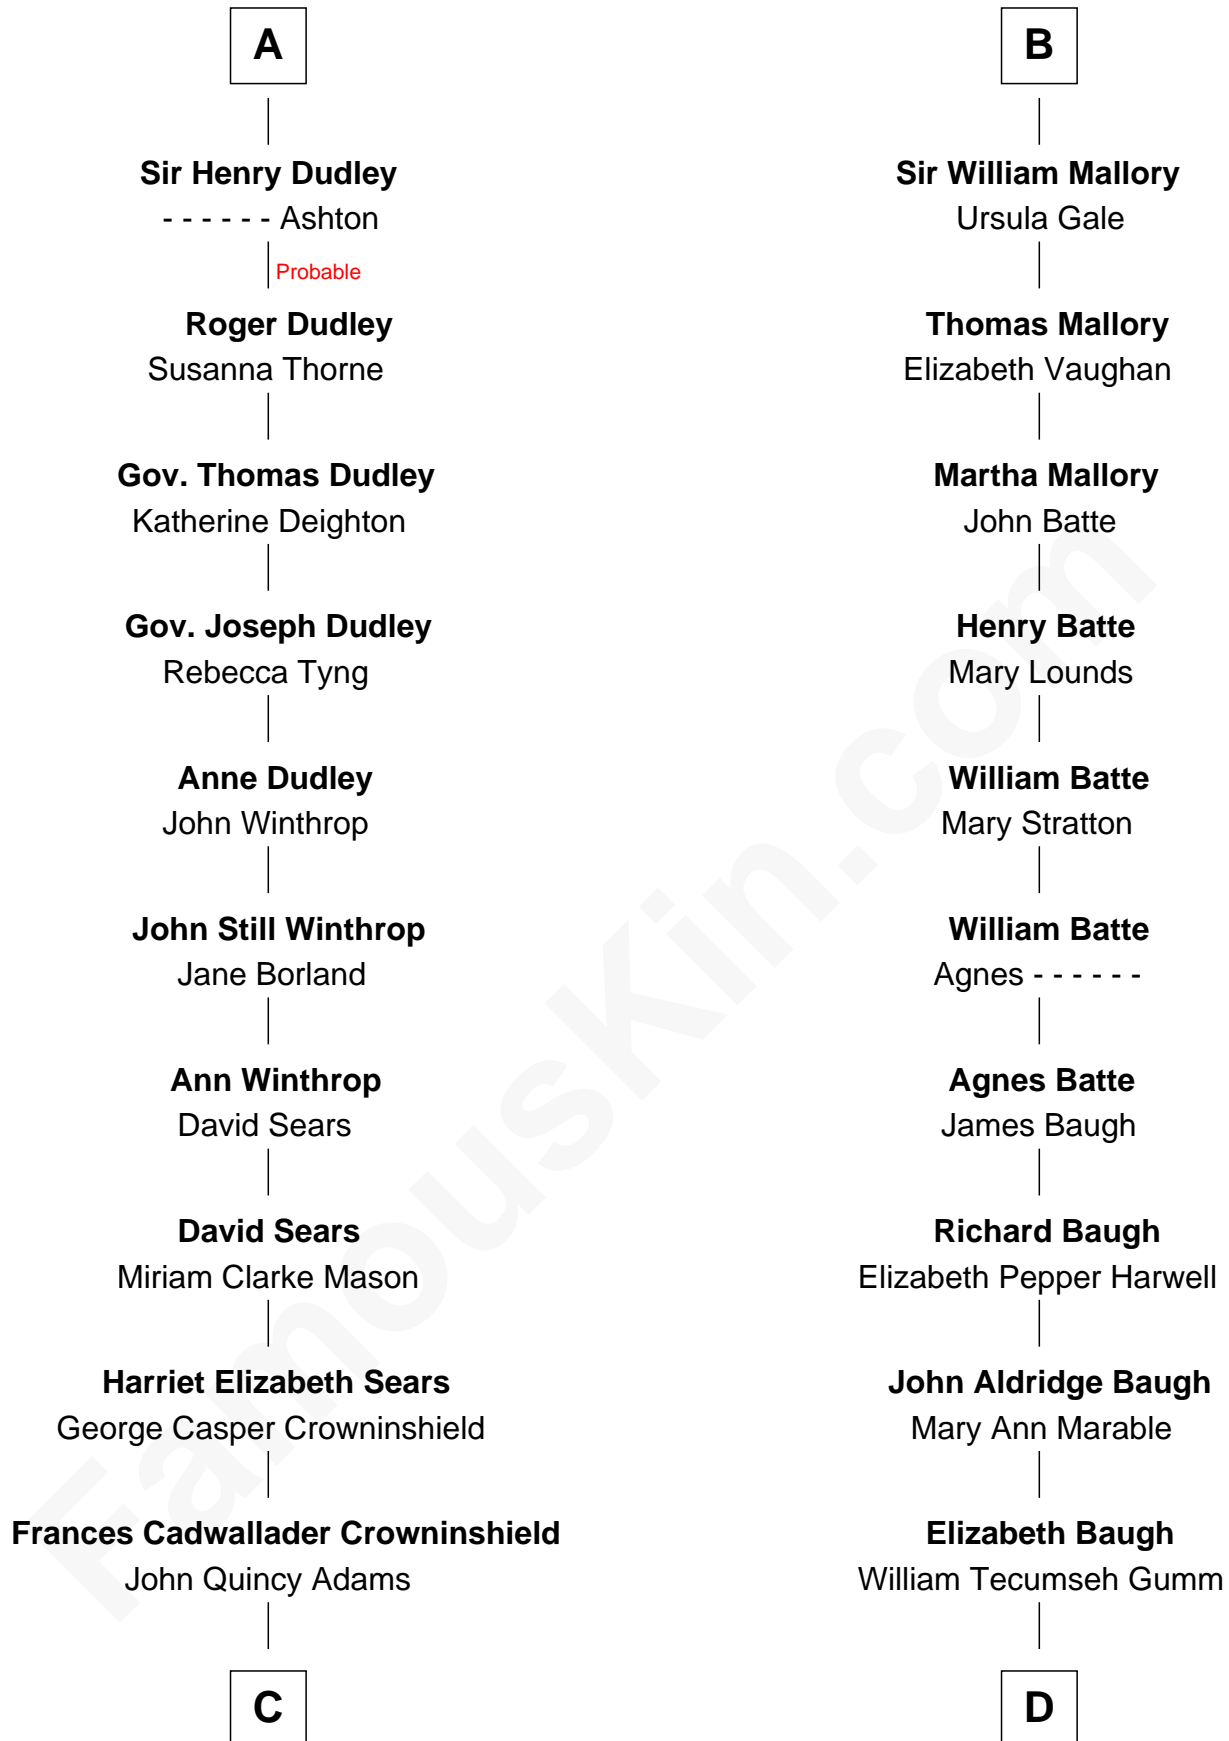 A
Sir Henry Dudley
- - - - - - Ashton
Probable
Roger Dudley
Susanna Thorne
Gov. Thomas Dudley
Katherine Deighton
Gov. Joseph Dudley
Rebecca Tyng
Anne Dudley
John Winthrop
John Still Winthrop
Jane Borland
Ann Winthrop
David Sears
David Sears
Miriam Clarke Mason
Harriet Elizabeth Sears
George Casper Crowninshield
Frances Cadwallader Crowninshield
John Quincy Adams
C
B
Sir William Mallory
Ursula Gale
Thomas Mallory
Elizabeth Vaughan
Martha Mallory
John Batte
Henry Batte
Mary Lounds
William Batte
Mary Stratton
William Batte
Agnes - - - - - -
Agnes Batte
James Baugh
Richard Baugh
Elizabeth Pepper Harwell
John Aldridge Baugh
Mary Ann Marable
Elizabeth Baugh
William Tecumseh Gumm
D
FamousKin.com